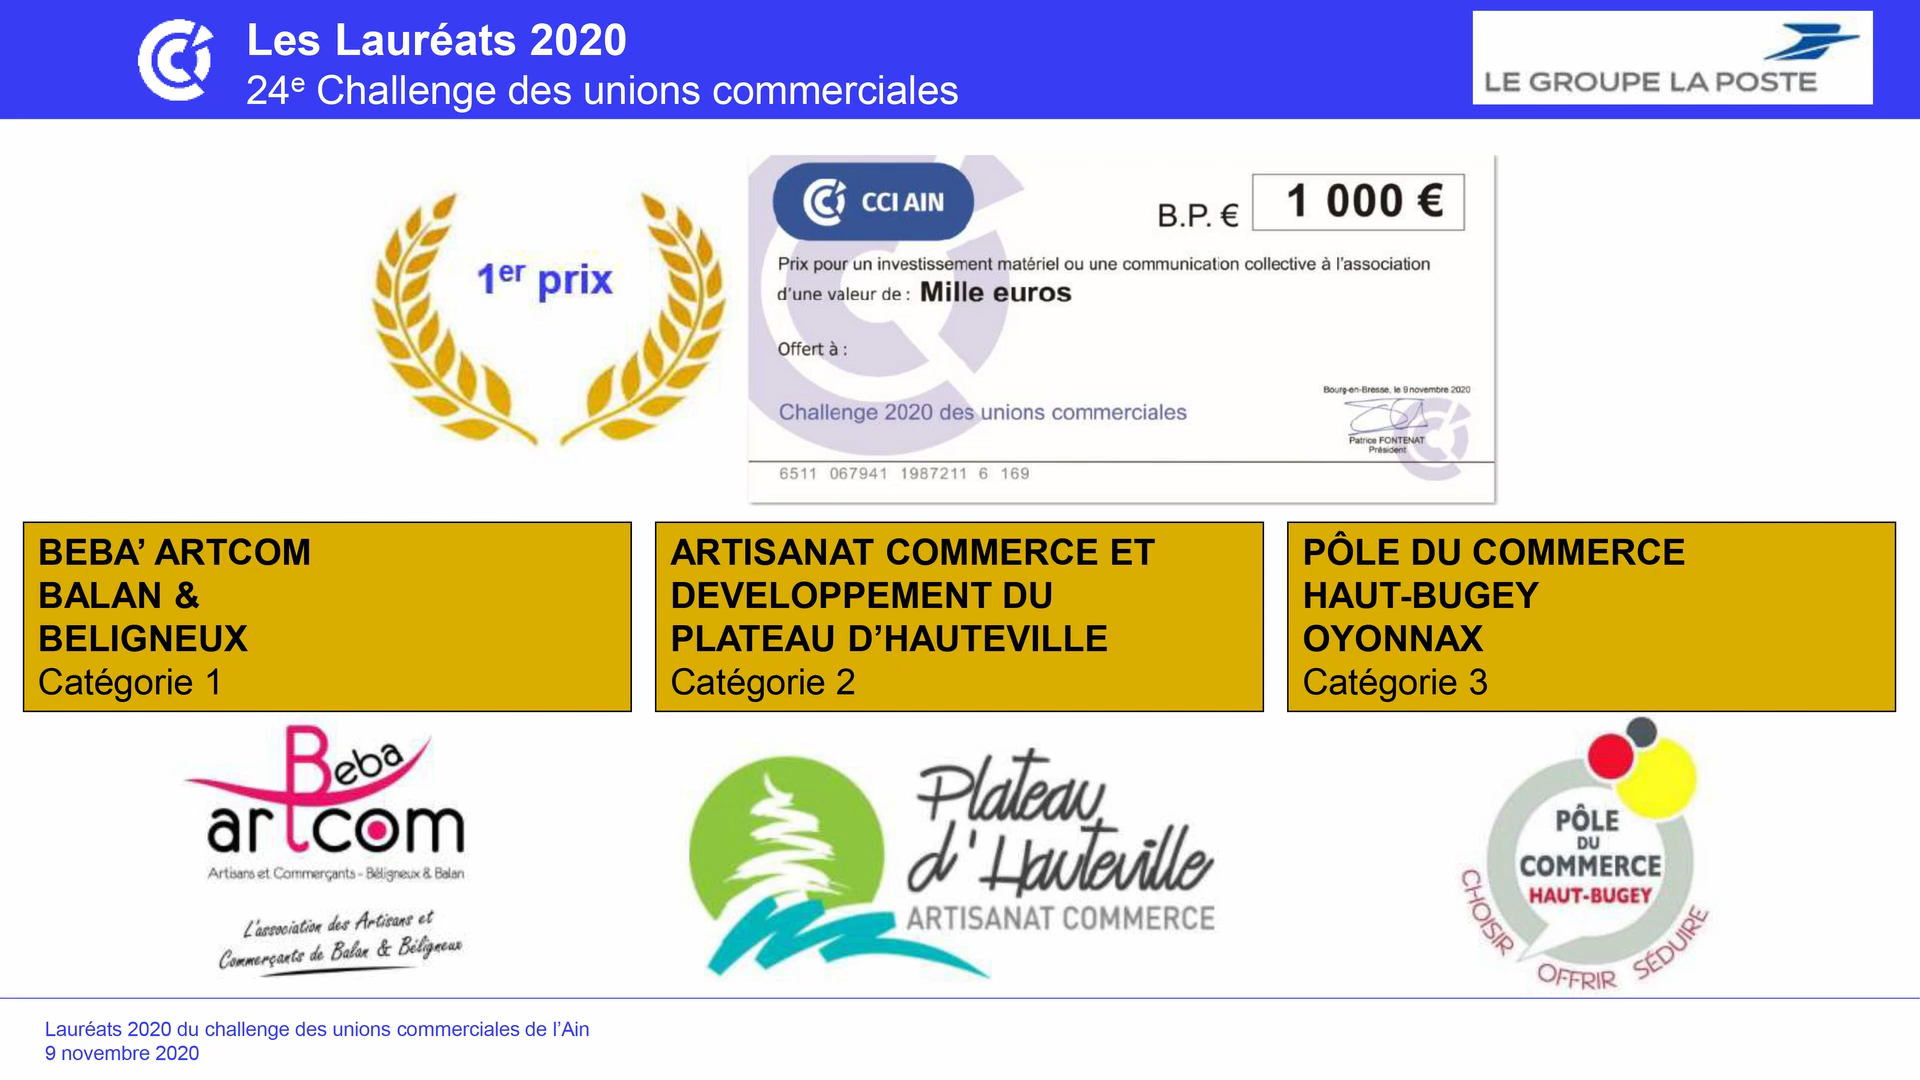 Les Lauréats 2020
24e Challenge des unions commerciales
LE GROUPE LA POSTE
1er prix
CCI AIN
B.P. €
1 000 €
Prix pour un investissement matériel ou une communication collective à l'association
d'une valeur de : Mille euros
Offert à :
Bourg-en-Bresse, le 9 novembre 2020
Challenge 2020 des unions commerciales
Patrice FONTENAT
Président
6511 067941 1987211 6 169
BEBA’ ARTCOM
BALAN &
BELIGNEUX
Catégorie 1
ARTISANAT COMMERCE ET
DEVELOPPEMENT DU
PLATEAU D’HAUTEVILLE
Catégorie 2
PÔLE DU COMMERCE
HAUT-BUGEY
OYONNAX
Catégorie 3
Beba
artcom
Artisans et Commerçants - Béligneux & Balan
L'association des Artisans et
Commerçants de Balan & Béligneux
Plateau
d'Hauteville
ARTISANAT COMMERCE
PÔLE
DU
COMMERCE
HAUT-BUGEY
CHOISIR
OFFRIR
SÉDUIRE
Lauréats 2020 du challenge des unions commerciales de l’Ain
9 novembre 2020